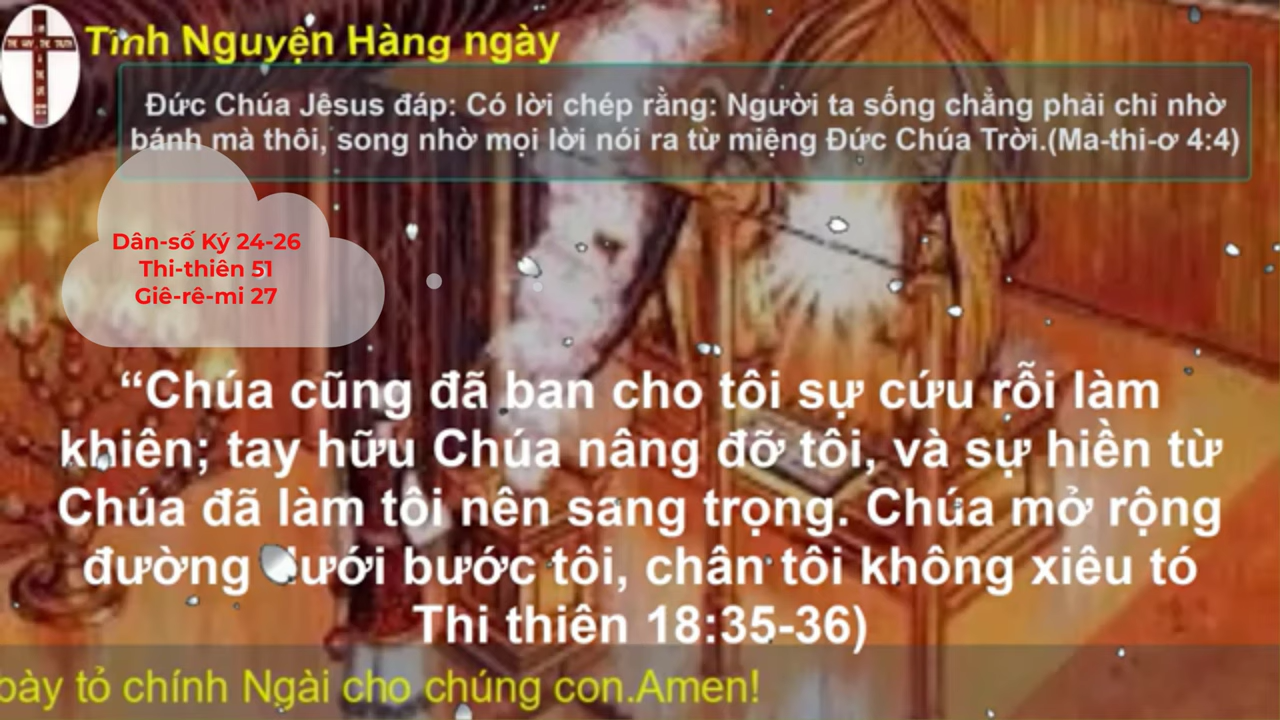 Tĩnh Nguyện Hàng ngày
THE WAY, THE TRUTH
Đức Chúa Jêsus đáp: Có lời chép rằng: Người ta sống chẳng phải chỉ nhờ
bánh mà thôi, song nhờ mọi lời nói ra từ miệng Đức Chúa Trời.(Ma-thi-ơ 4:4)
Dân-số Ký 24-26
Thi-thiên 51
Giê-rê-mi 27
“Chúa cũng đã ban cho tôi sự cứu rỗi làm
khiên; tay hữu Chúa nâng đỡ tôi, và sự hiền từ
Chúa đã làm tôi nên sang trọng. Chúa mở rộng
đường dưới bước tôi, chân tôi không xiêu tó
Thi thiên 18:35-36)
bày tỏ chính Ngài cho chúng con.Amen!